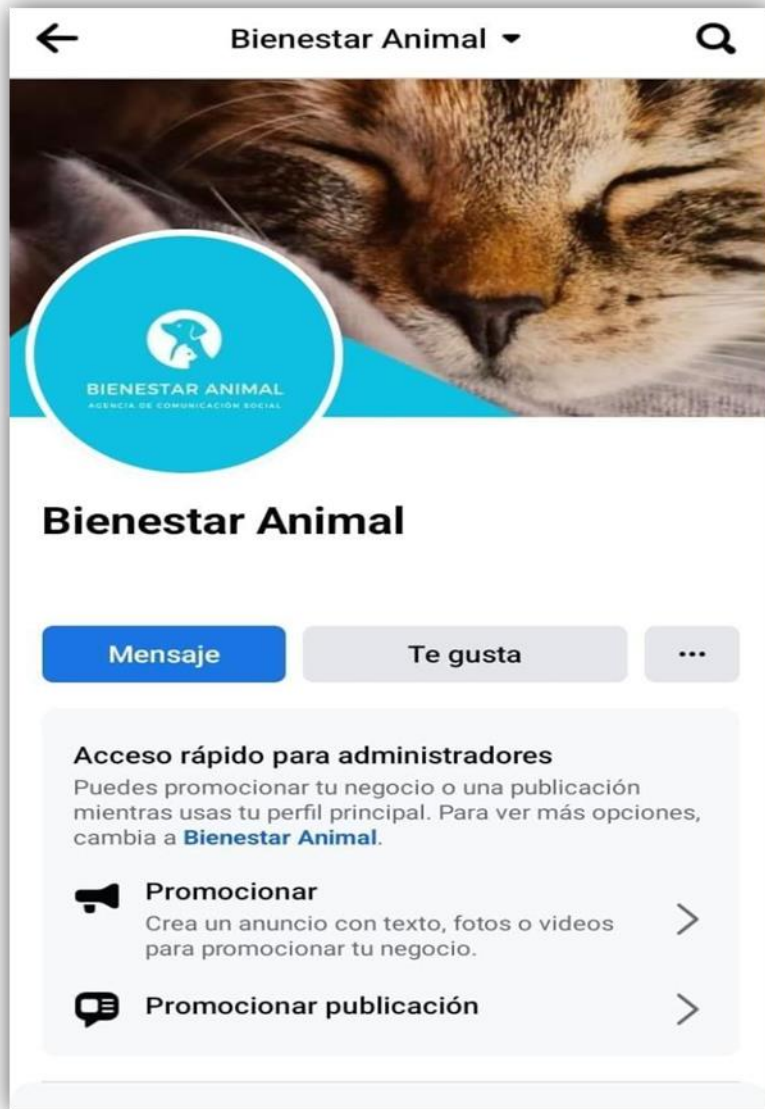 Bienestar Animal
BIENESTAR ANIMAL
AGENCIA DE COMUNICACIÓN SOCIAL
Bienestar Animal
Mensaje
Te gusta
Acceso rápido para administradores
Puedes promocionar tu negocio o una publicación
mientras usas tu perfil principal. Para ver más opciones,
cambia a Bienestar Animal.
Promocionar
Crea un anuncio con texto, fotos o videos
para promocionar tu negocio.
Promocionar publicación